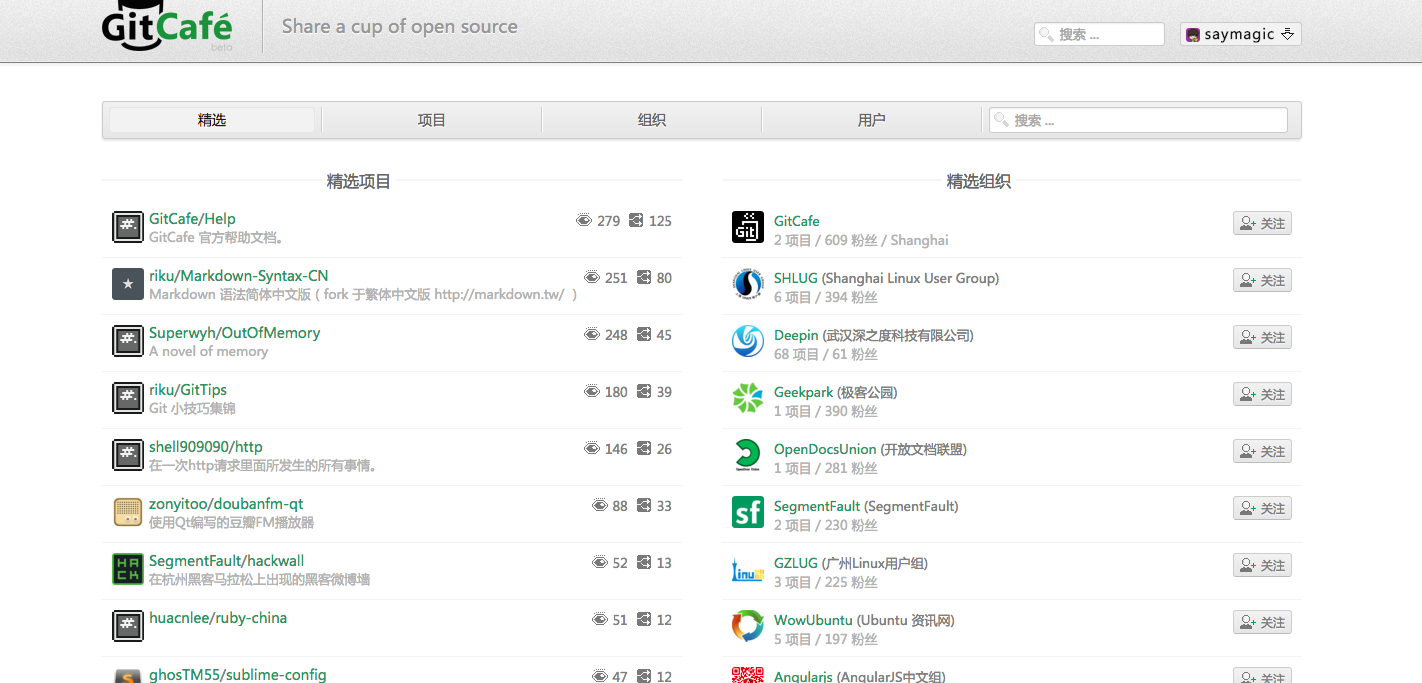 GitCafé
beta
Share a cup of open source
搜索 ...
saymagic
精选
项目
组织
用户
搜索 ...
精选项目
GitCafe/Help
279 125
GitCafe 官方帮助文档。
riku/Markdown-Syntax-CN
251 80
Markdown 语法简体中文版 ( fork 于繁体中文版 http://markdown.tw/ )
Superwyh/OutOfMemory
248 45
A novel of memory
riku/GitTips
180 39
Git 小技巧集锦
shell909090/http
146 26
在一次http请求里面所发生的所有事情。
zonyitoo/doubanfm-qt
88 33
使用Qt编写的豆瓣FM播放器
HACK
SegmentFault/hackwall
52 13
在杭州黑客马拉松上出现的黑客微博墙
huacnlee/ruby-china
51 12
ghosTM55/sublime-config
47 12
精选组织
Git
GitCafe
关注
2 项目 / 609 粉丝 / Shanghai
SHLUG (Shanghai Linux User Group)
关注
6 项目 / 394 粉丝
Deepin (武汉深之度科技有限公司)
关注
68 项目 / 61 粉丝
Geekpark (极客公园)
关注
1 项目 / 390 粉丝
OpenDocsUnion (开放文档联盟)
关注
1 项目 / 281 粉丝
sf
SegmentFault (SegmentFault)
关注
2 项目 / 230 粉丝
Linux
GZLUG (广州Linux用户组)
关注
3 项目 / 225 粉丝
WowUbuntu (Ubuntu 资讯网)
关注
5 项目 / 197 粉丝
Angularjs (AngularJS中文组)
关注